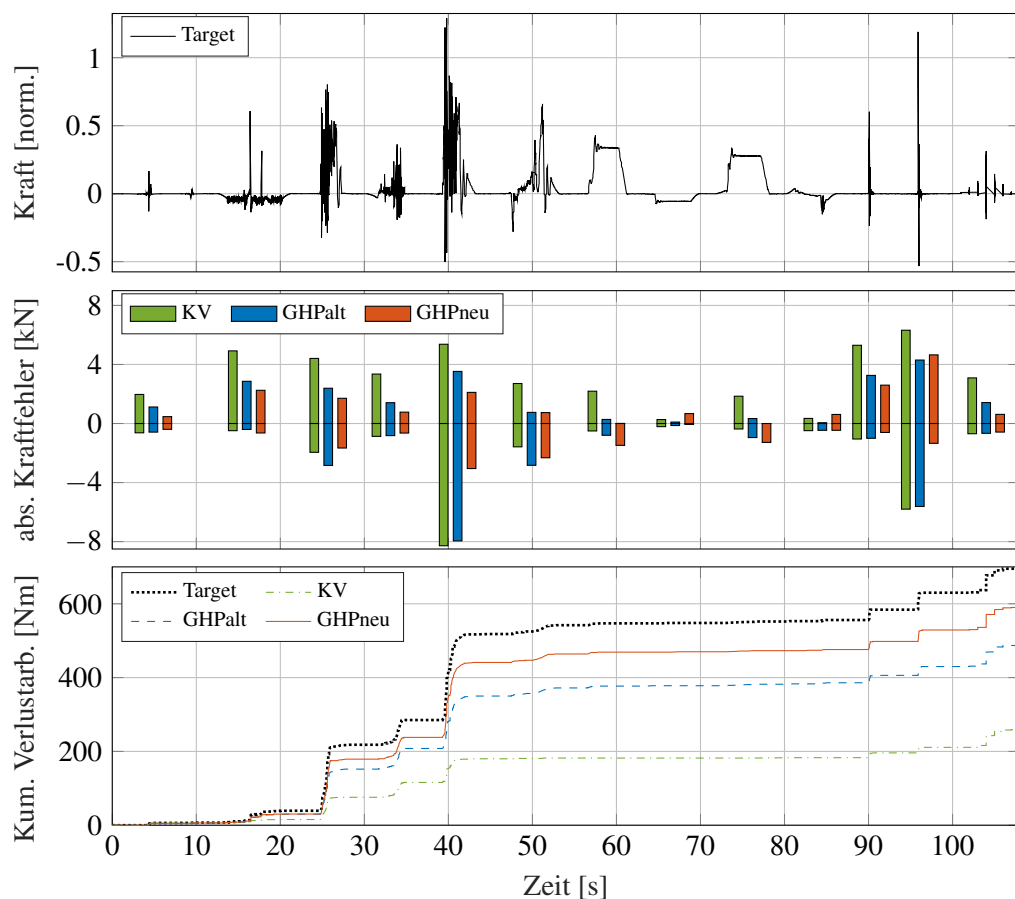 Target
1
0.5
0
-0.5
Kraft [norm.]
KV GHPalt GHPneu
8
4
0
−4
−8
abs. Kraftfehler [kN]
Target KV
GHPalt GHPneu
600
400
200
0
Kum. Verlustarb. [Nm]
0 10 20 30 40 50 60 70 80 90 100
Zeit [s]